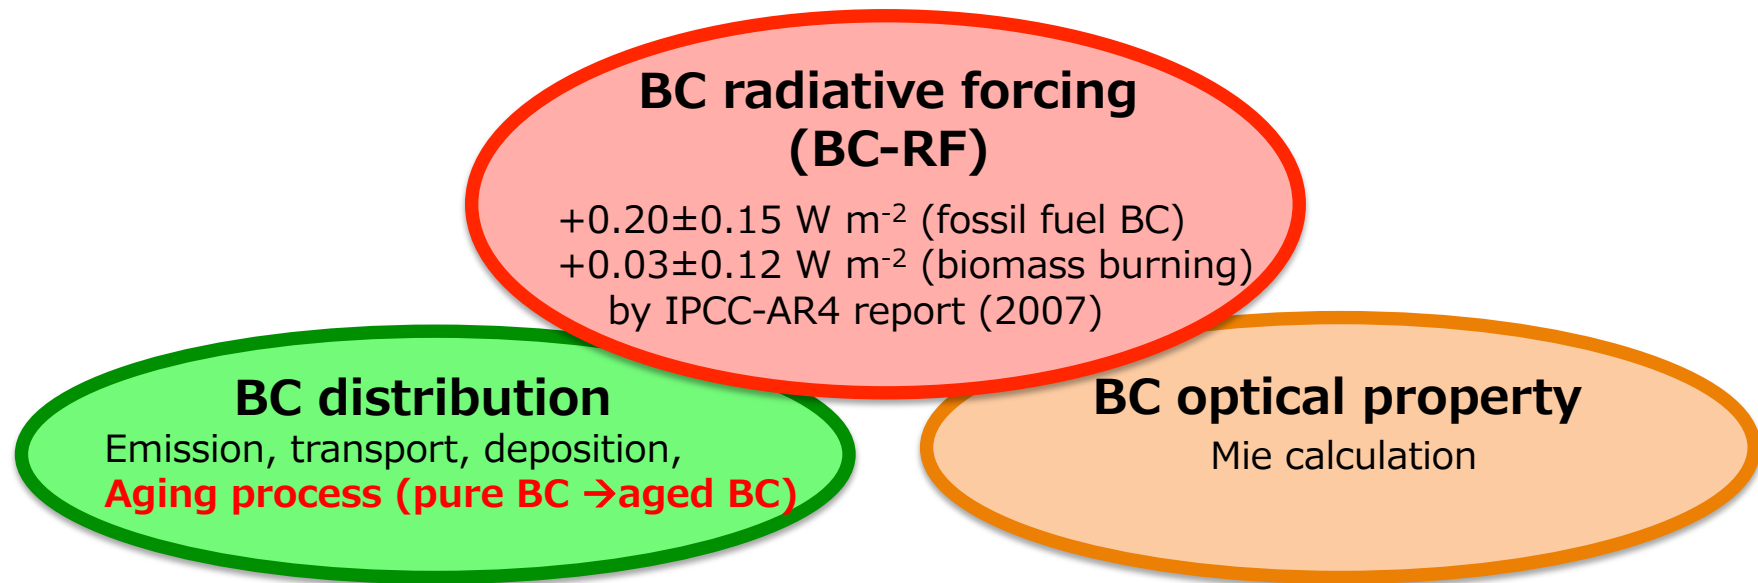 BC radiative forcing
(BC-RF)
+0.20±0.15 W m⁻² (fossil fuel BC)
+0.03±0.12 W m⁻² (biomass burning)
by IPCC-AR4 report (2007)
BC distribution
Emission, transport, deposition,
Aging process (pure BC →aged BC)
BC optical property
Mie calculation